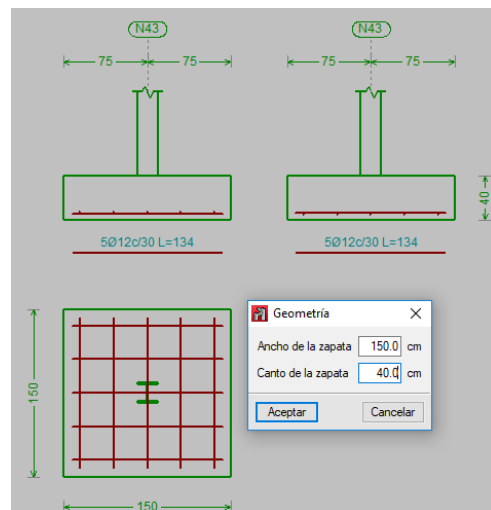 N43
N43
75
75
75
75
40
5Ø12c/30 L=134
5Ø12c/30 L=134
Geometría
Ancho de la zapata 150.0 cm
Canto de la zapata 40.0 cm
Aceptar Cancelar
150
150